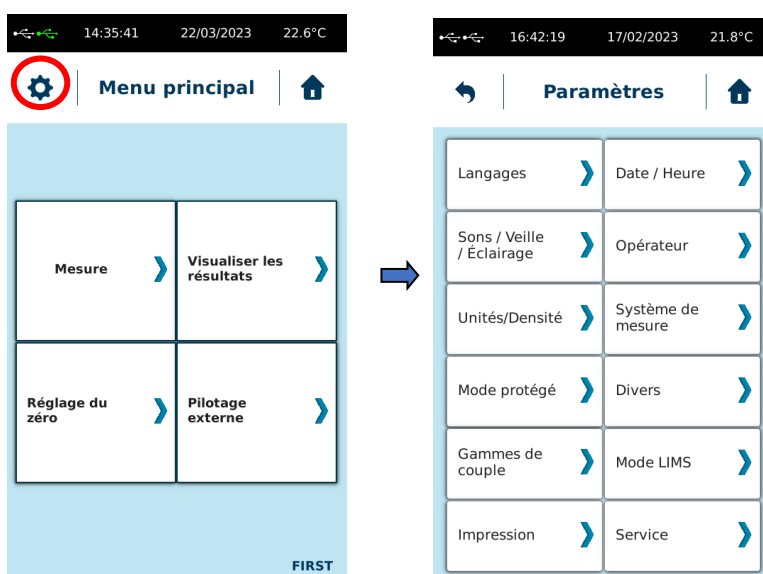 14:35:41 22/03/2023 22.6°C
Menu principal
Mesure
Visualiser les
résultats
Réglage du
zéro
Pilotage
externe
FIRST
16:42:19 17/02/2023 21.8°C
Paramètres
Langages
Date / Heure
Sons / Veille
/ Éclairage
Opérateur
Unités/Densité
Système de
mesure
Mode protégé
Divers
Gammes de
couple
Mode LIMS
Impression
Service